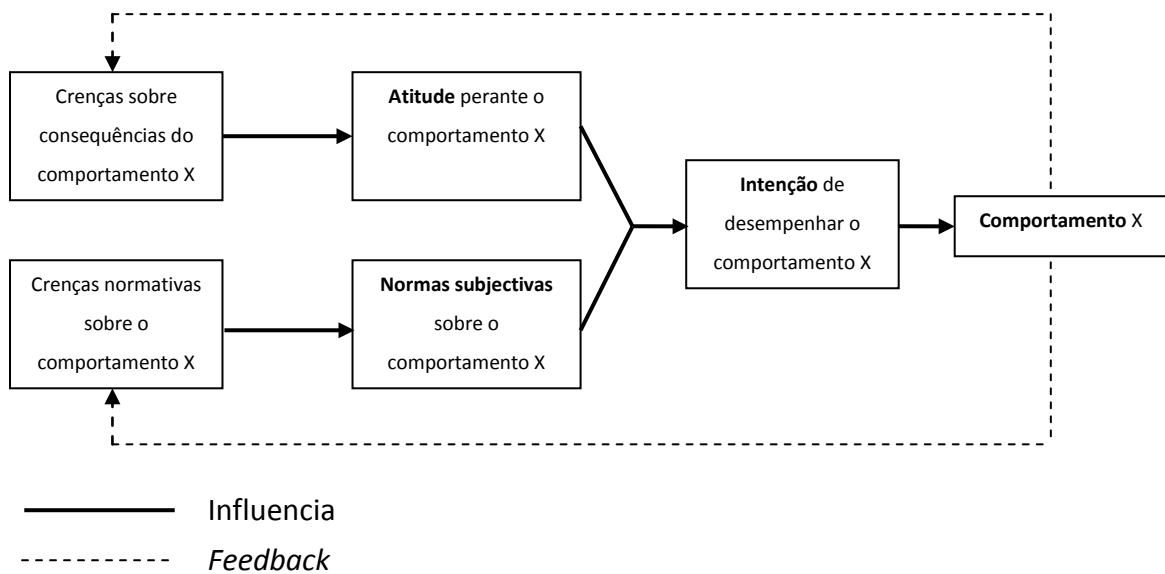 Crenças sobre
consequências do
comportamento X
Atitude perante o
comportamento X
Intenção de
desempenhar o
comportamento X
Comportamento X
Crenças normativas
sobre o
comportamento X
Normas subjectivas
sobre o
comportamento X
Influencia
Feedback